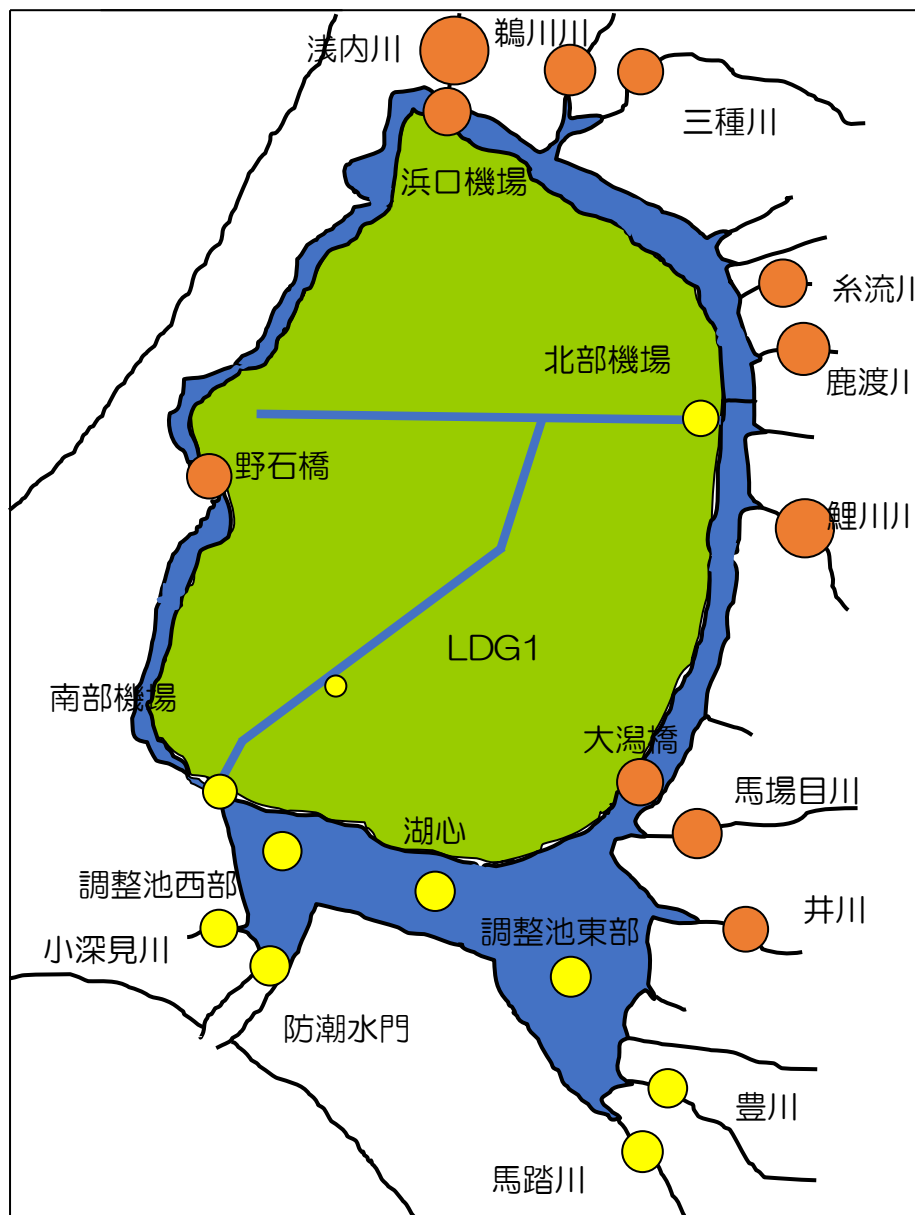 鵜川川
浅内川
三種川
浜口機場
糸流川
北部機場
鹿渡川
野石橋
鯉川川
LDG1
南部機場
大潟橋
馬場目川
湖心
調整池西部
井川
調整池東部
小深見川
防潮水門
豊川
馬踏川